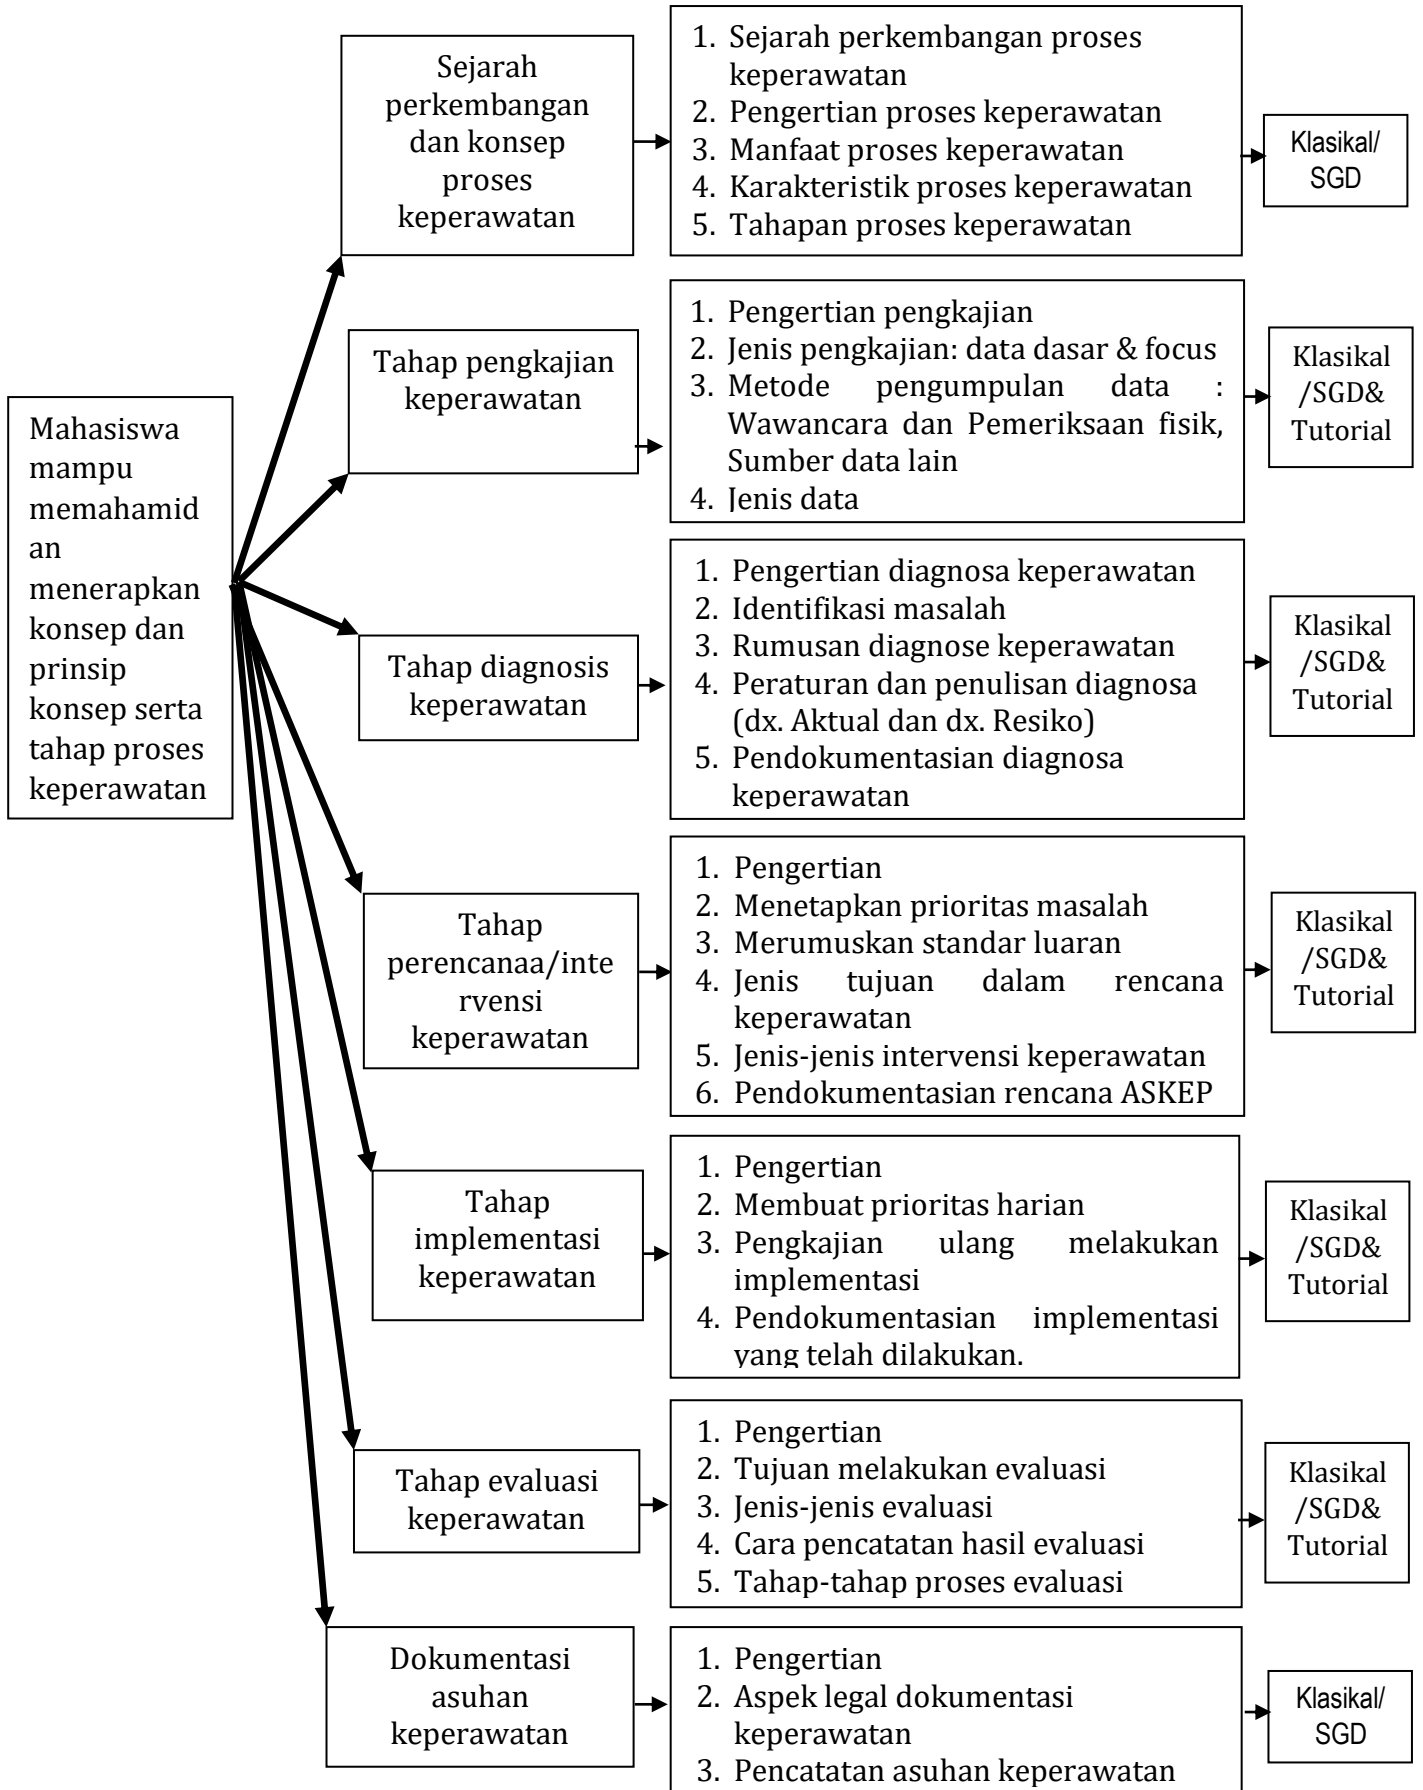 Mahasiswa
mampu
memahamid
an
menerapkan
konsep dan
prinsip
konsep serta
tahap proses
keperawatan
Sejarah
perkembangan
dan konsep
proses
keperawatan
1. Sejarah perkembangan proses
keperawatan
2. Pengertian proses keperawatan
3. Manfaat proses keperawatan
4. Karakteristik proses keperawatan
5. Tahapan proses keperawatan
Klasikal/
SGD
Tahap pengkajian
keperawatan
1. Pengertian pengkajian
2. Jenis pengkajian: data dasar & focus
3. Metode pengumpulan data :
Wawancara dan Pemeriksaan fisik,
Sumber data lain
4. Jenis data
Klasikal
/SGD&
Tutorial
Tahap diagnosis
keperawatan
1. Pengertian diagnosa keperawatan
2. Identifikasi masalah
3. Rumusan diagnose keperawatan
4. Peraturan dan penulisan diagnosa
(dx. Aktual dan dx. Resiko)
5. Pendokumentasian diagnosa
keperawatan
Klasikal
/SGD&
Tutorial
Tahap
perencanaa/inte
rvensi
keperawatan
1. Pengertian
2. Menetapkan prioritas masalah
3. Merumuskan standar luaran
4. Jenis tujuan dalam rencana
keperawatan
5. Jenis-jenis intervensi keperawatan
6. Pendokumentasian rencana ASKEP
Klasikal
/SGD&
Tutorial
Tahap
implementasi
keperawatan
1. Pengertian
2. Membuat prioritas harian
3. Pengkajian ulang melakukan
implementasi
4. Pendokumentasian implementasi
yang telah dilakukan.
Klasikal
/SGD&
Tutorial
Tahap evaluasi
keperawatan
1. Pengertian
2. Tujuan melakukan evaluasi
3. Jenis-jenis evaluasi
4. Cara pencatatan hasil evaluasi
5. Tahap-tahap proses evaluasi
Klasikal
/SGD&
Tutorial
Dokumentasi
asuhan
keperawatan
1. Pengertian
2. Aspek legal dokumentasi
keperawatan
3. Pencatatan asuhan keperawatan
Klasikal/
SGD